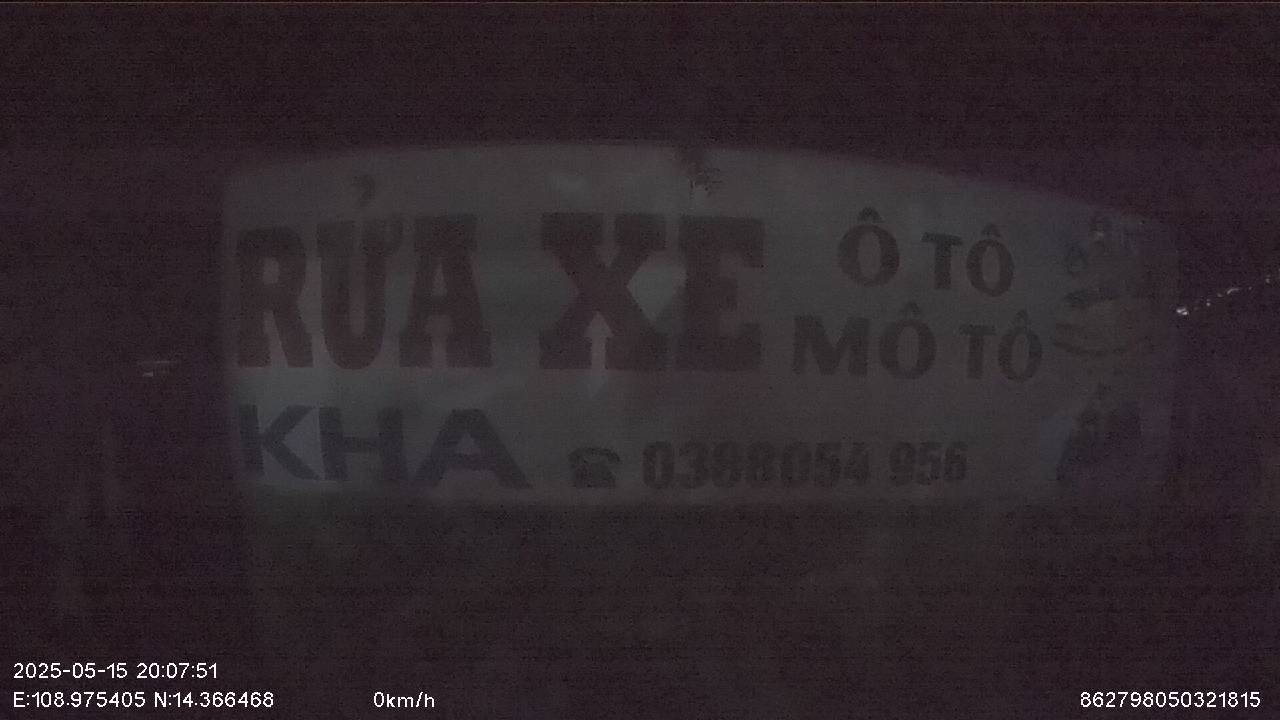 RỬA XE
Ô TÔ
MÔ TÔ
KHA
0388054 956
2025-05-15 20:07:51
E:108.975405 N:14.366468
0km/h
862798050321815